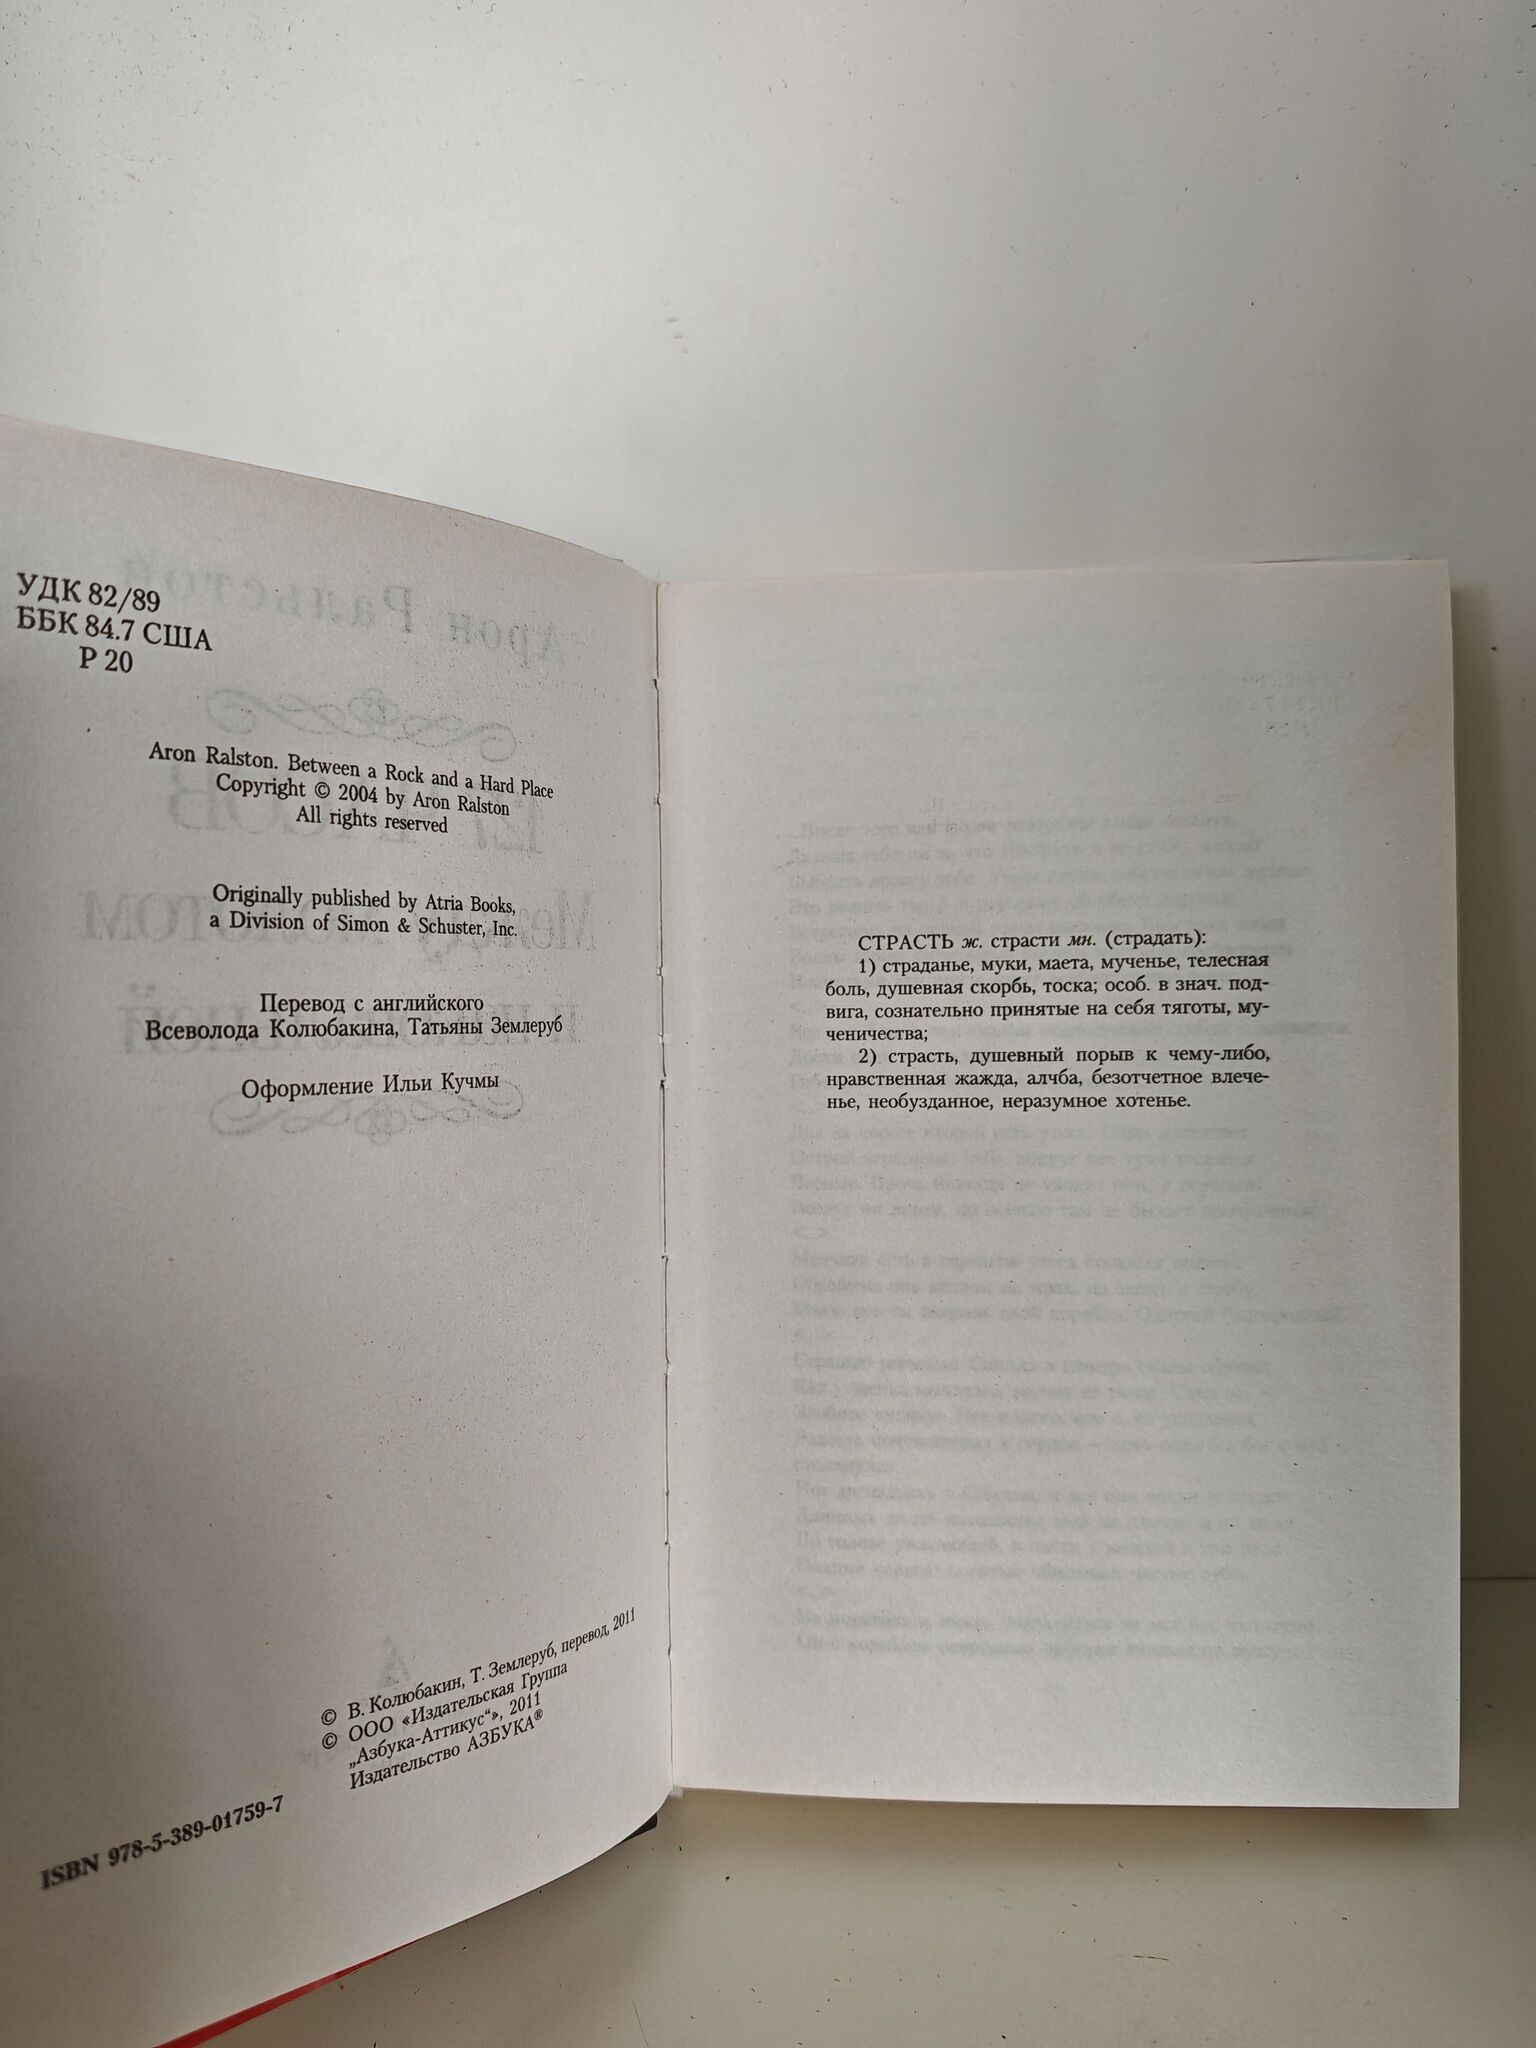 УДК 82/89
ББК 84.7 США
Р 20
Aron Ralston. Between a Rock and a Hard Place
Copyright © 2004 by Aron Ralston
All rights reserved
Originally published by Atria Books,
a Division of Simon & Schuster, Inc.
Перевод с английского
Всеволода Колюбакина, Татьяны Землеруб
Оформление Ильи Кучмы
© В. Колюбакин, Т. Землеруб, перевод, 2011
© ООО «Издательская Группа
„Азбука-Аттикус“», 2011
Издательство АЗБУКА®
ISBN 978-5-389-01759-7
СТРАСТЬ ж. страсти мн. (страдать):
1) страданье, муки, маета, мученье, телесная
боль, душевная скорбь, тоска; особ. в знач. под-
вига, сознательно принятые на себя тяготы, му-
ченичества;
2) страсть, душевный порыв к чему-либо,
нравственная жажда, алчба, безотчетное влече-
нье, необузданное, неразумное хотенье.